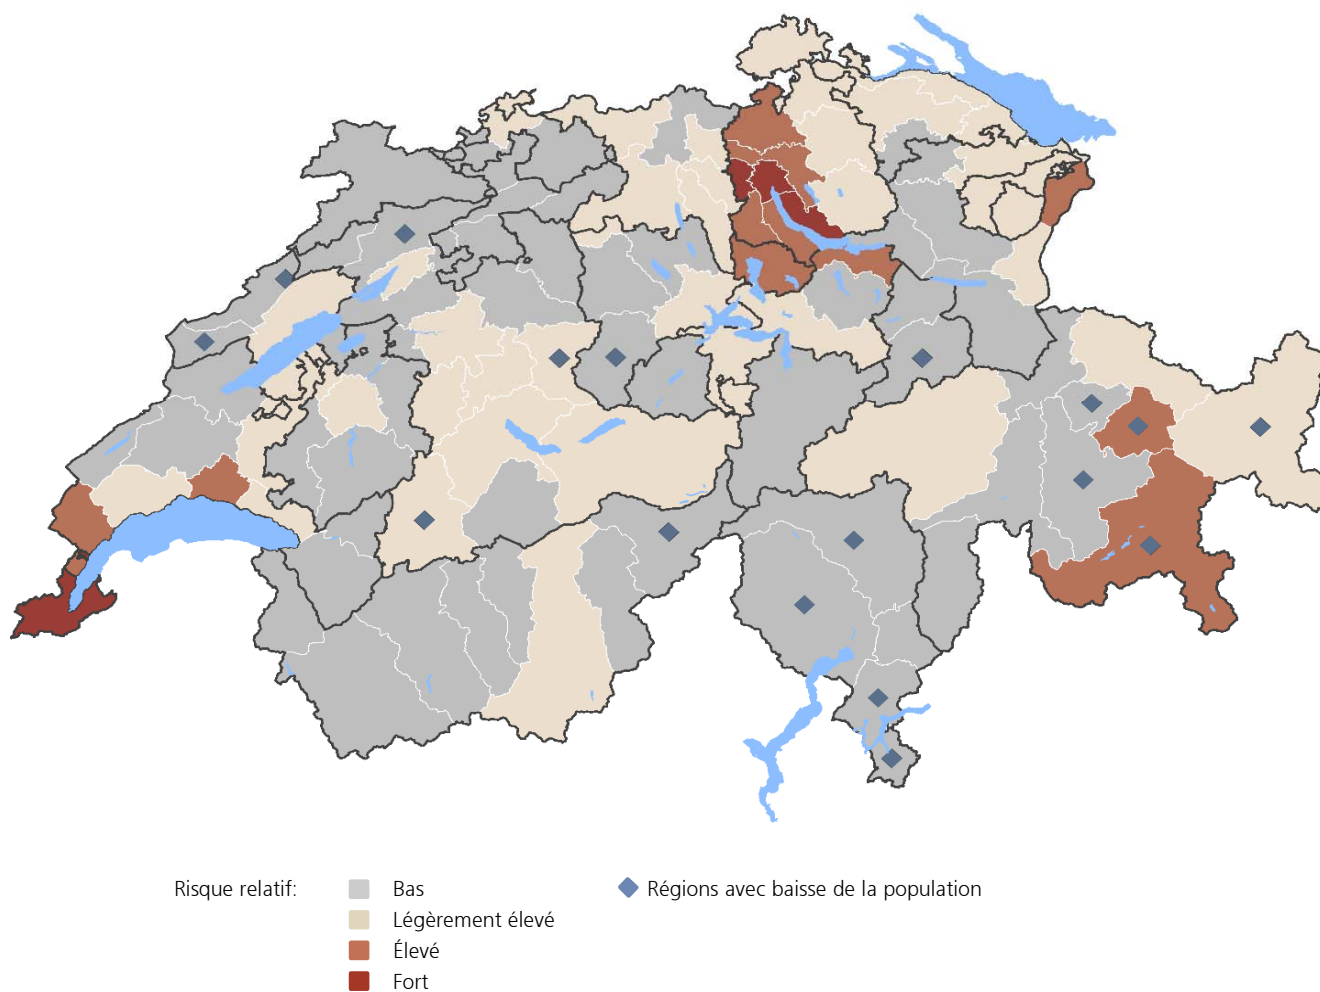 Risque relatif:
Bas
Régions avec baisse de la population
Légèrement élevé
Élevé
Fort